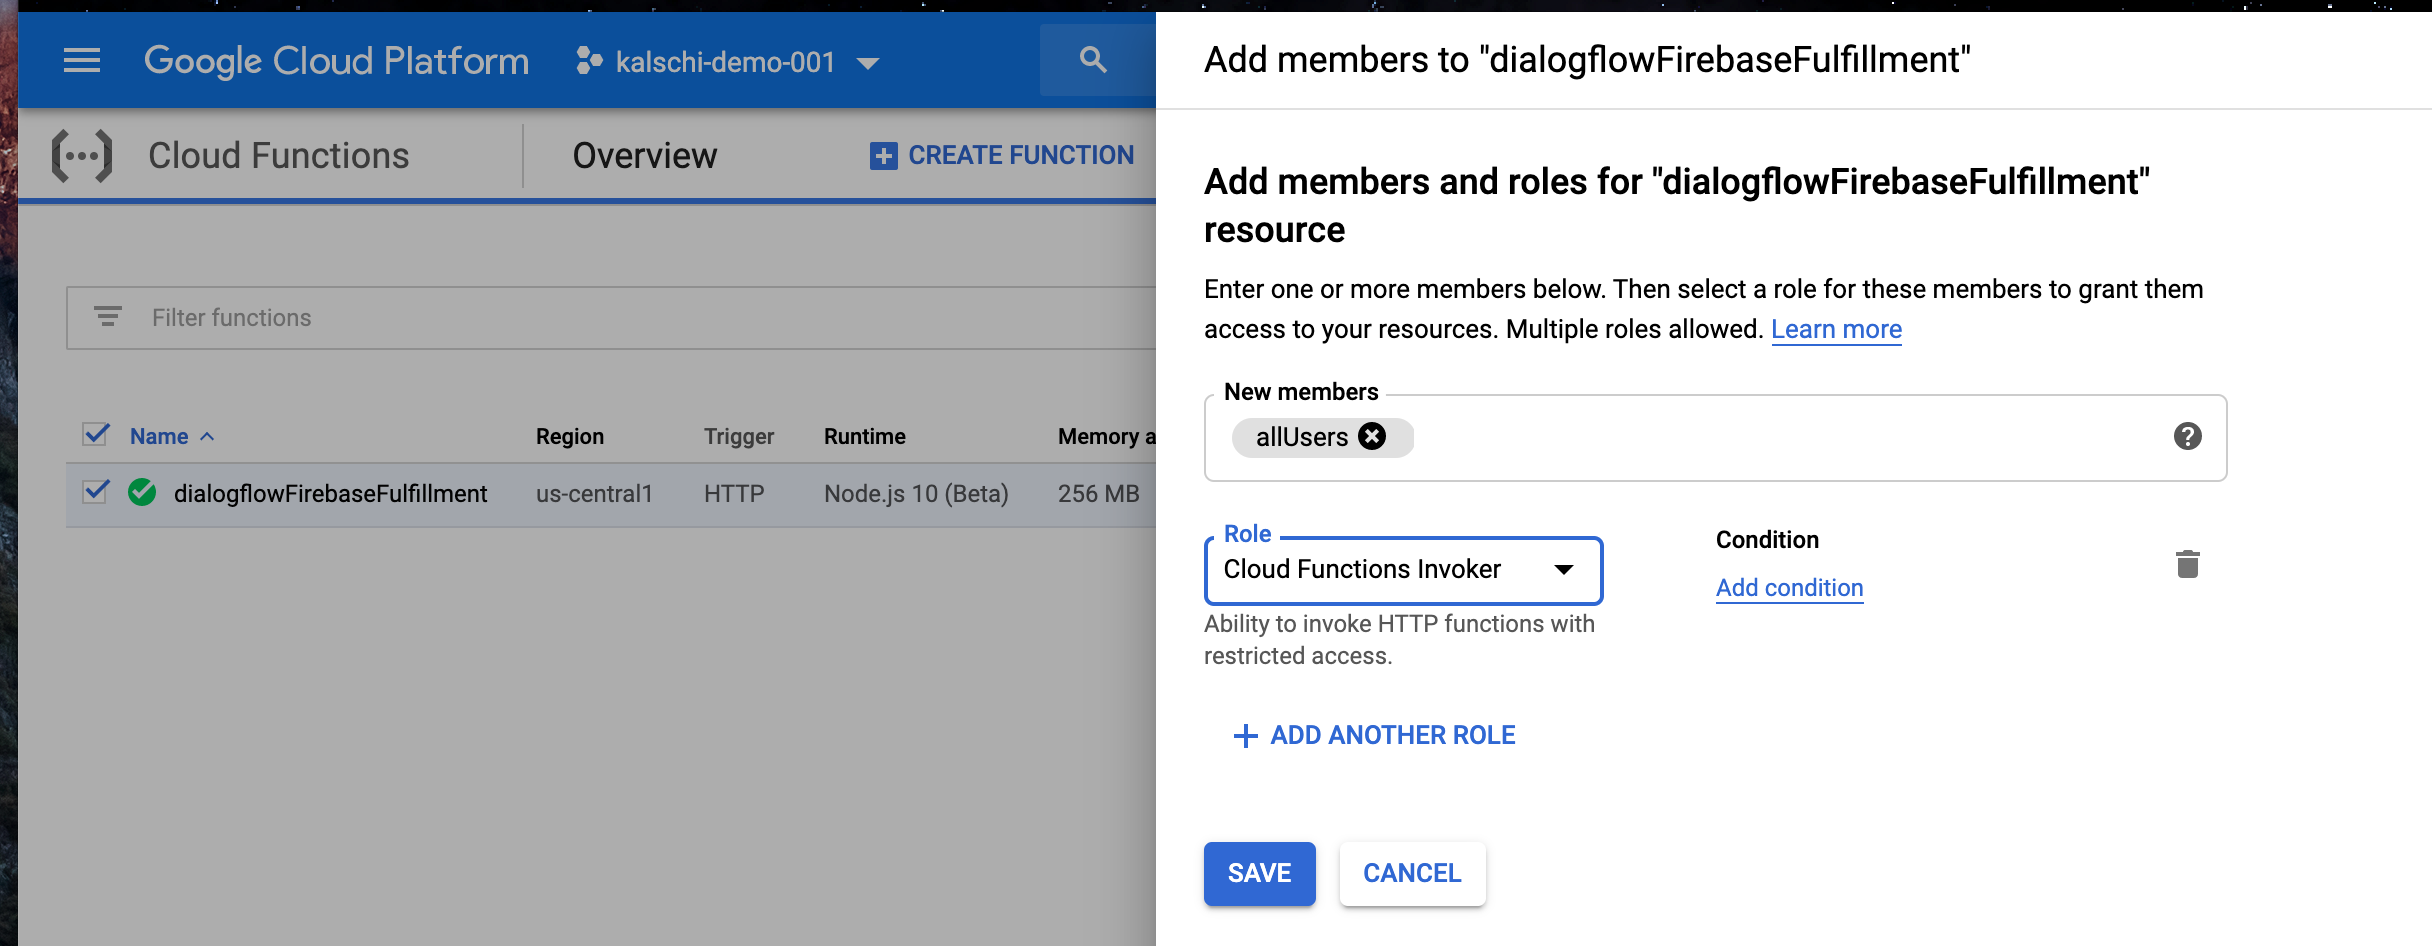 Google Cloud Platform
kalschi-demo-001
Cloud Functions
Overview
CREATE FUNCTION
Filter functions
Name Region Trigger Runtime Memory a
dialogflowFirebaseFulfillment us-central1 HTTP Node.js 10 (Beta) 256 MB
Add members to "dialogflowFirebaseFulfillment"
Add members and roles for "dialogflowFirebaseFulfillment"
resource
Enter one or more members below. Then select a role for these members to grant them
access to your resources. Multiple roles allowed. Learn more
New members
allUsers
Role
Cloud Functions Invoker
Ability to invoke HTTP functions with
restricted access.
Condition
Add condition
ADD ANOTHER ROLE
SAVE
CANCEL